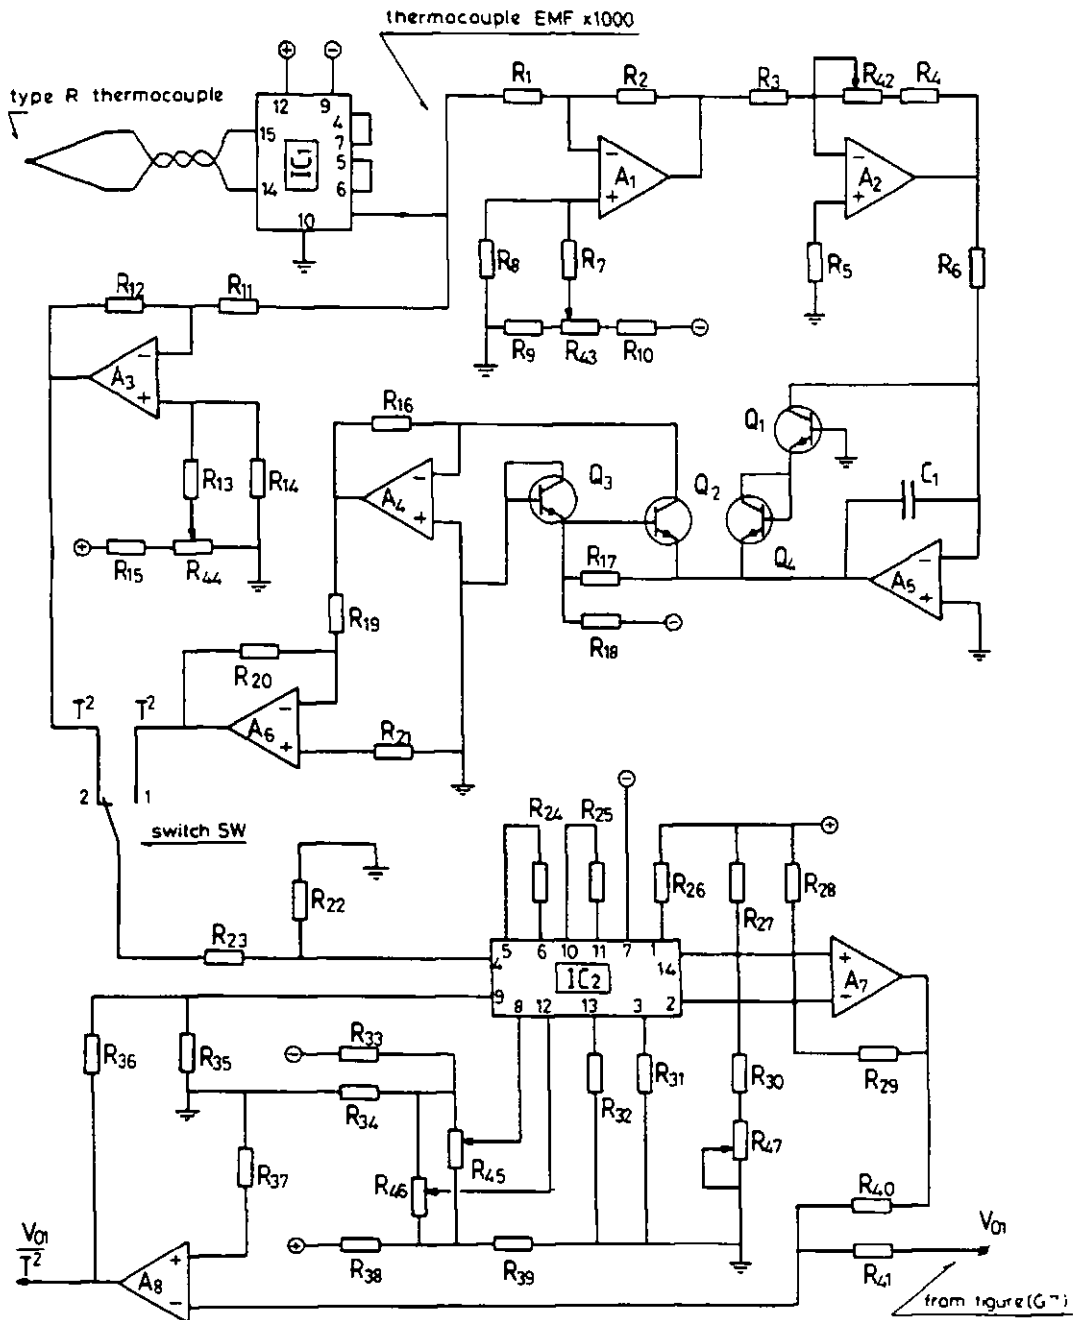 thermocouple EMF x1000
type R thermocouple
⊕ ⊖
12 9
4
7
5
6
15
14
10
IC1
R1 R2 R3 R42 R4
A1
A2
R8 R7 R5 R6
R9 R43 R10 ⊖
R12 R11
A3
R13 R14
⊕ R15 R44
R16
A4
Q3 Q2 Q1 Q4 C1
A5
R17
R18 ⊖
R19
R20
A6
R21
T² T²
2 1
switch SW
⊖
R24 R25 ⊕
R26 R27 R28
R22
R23
5 6 10 11 7 1
4 14
IC2
9 2
8 12 13 3
A7
R36 R35
⊖ R33
R34
R32 R31 R30 R29
R37
R46 R45 R47
⊕ R38 R39
R40
R41 V01
V01
T²
A8
from figure(G